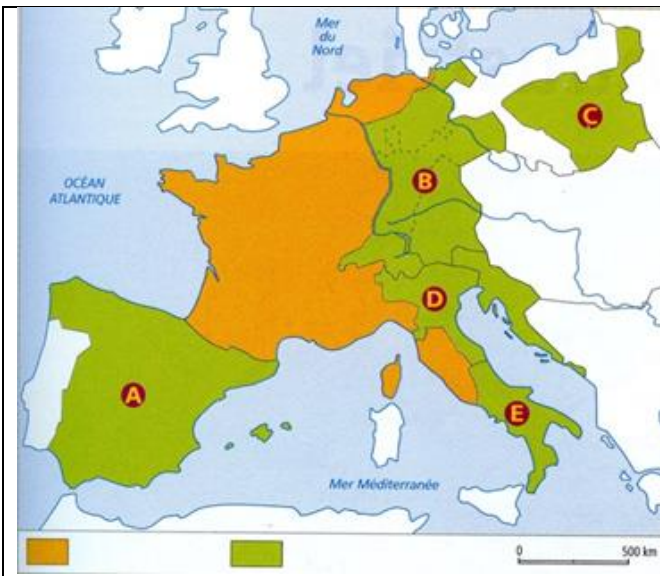 Mer
du
Nord
C
OCÉAN
ATLANTIQUE
B
D
A
E
Mer Méditerranée
0 500 km